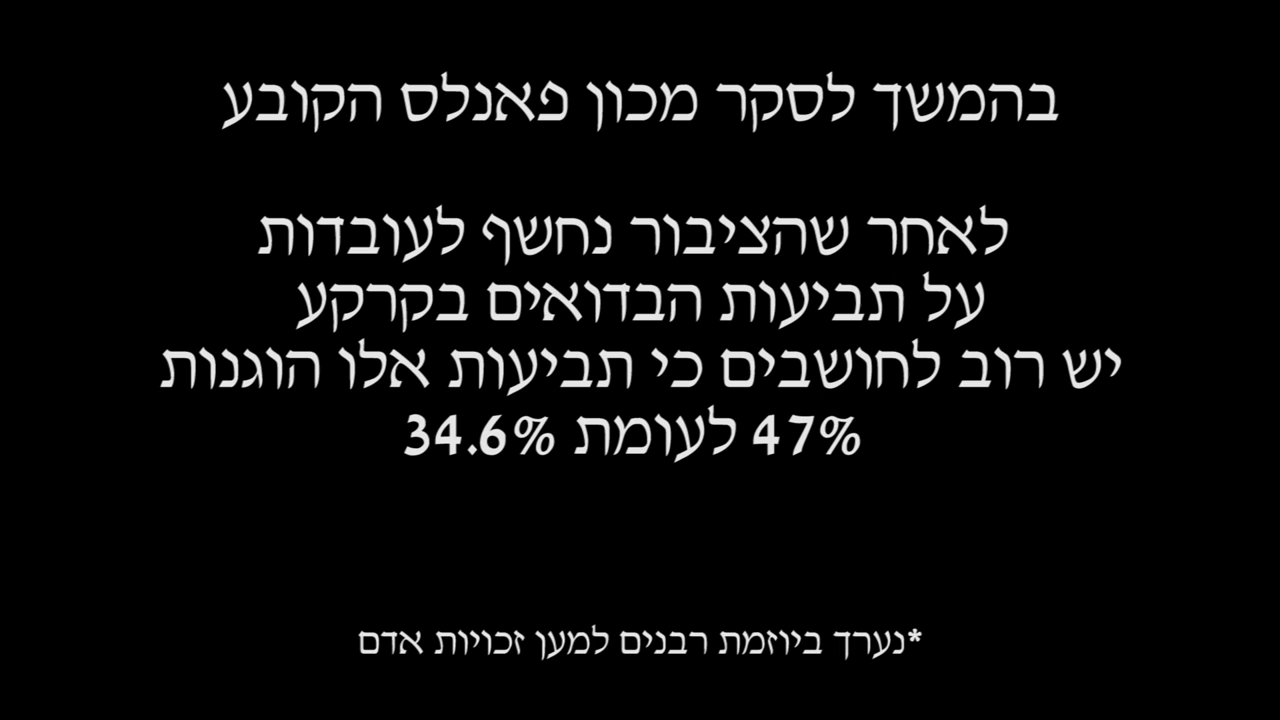 בהמשך לסקר מכון פאנלס הקובע
לאחר שהציבור נחשף לעובדות
על תביעות הבדואים בקרקע
יש רוב לחושבים כי תביעות אלו הוגנות
47% לעומת 34.6%
*נערך ביוזמת רבנים למען זכויות אדם